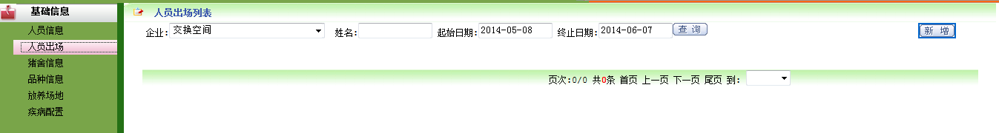 基础信息
人员信息
人员出场
猪舍信息
品种信息
放养场地
疾病配置
人员出场列表
企业: 交换空间 姓名: 起始日期: 2014-05-08 终止日期: 2014-06-07 查 询 新 增
页次:0/0 共0条 首页 上一页 下一页 尾页 到: